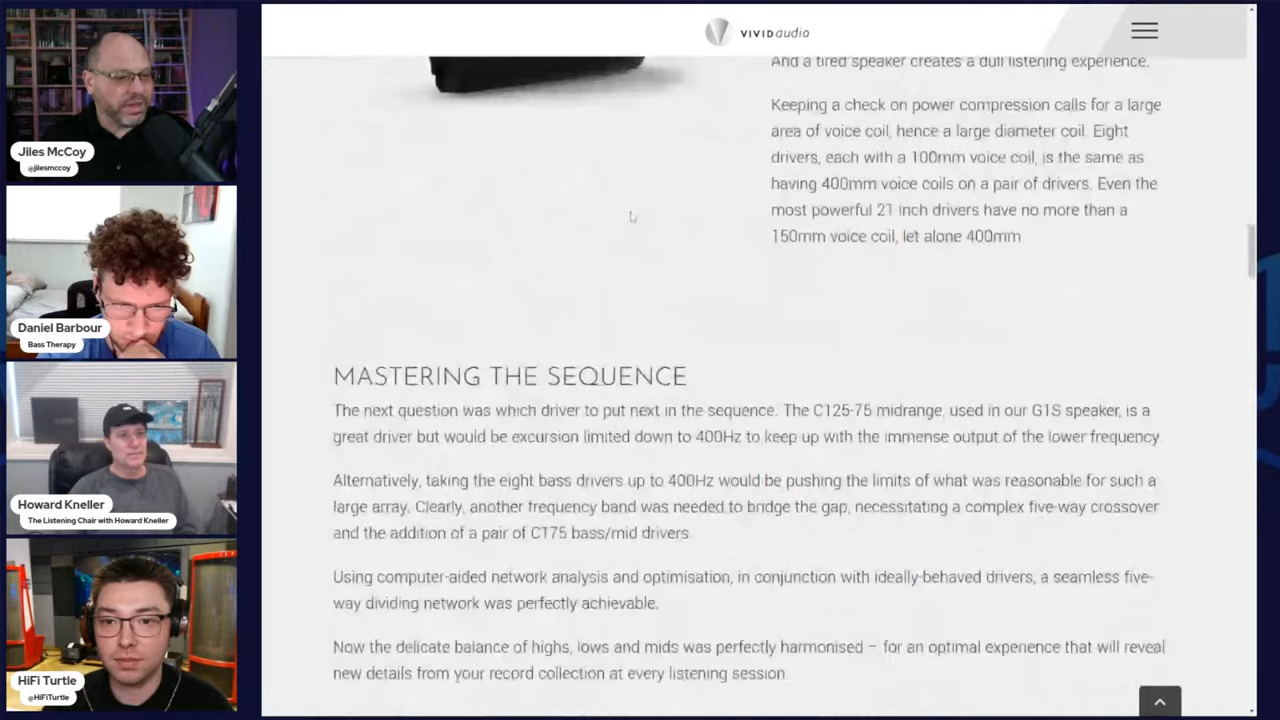 Jiles McCoy
@jilesmccoy
Daniel Barbour
Bass Therapy
Howard Kneller
The Listening Chair with Howard Kneller
HiFi Turtle
@HiFiTurtle
VIVID audio
And a tired speaker creates a dull listening experience.
Keeping a check on power compression calls for a large
area of voice coil, hence a large diameter coil. Eight
drivers, each with a 100mm voice coil, is the same as
having 400mm voice coils on a pair of drivers. Even the
most powerful 21 inch drivers have no more than a
150mm voice coil, let alone 400mm
MASTERING THE SEQUENCE
The next question was which driver to put next in the sequence. The C125-75 midrange, used in our G1S speaker, is a
great driver but would be excursion limited down to 400Hz to keep up with the immense output of the lower frequency.
Alternatively, taking the eight bass drivers up to 400Hz would be pushing the limits of what was reasonable for such a
large array. Clearly, another frequency band was needed to bridge the gap, necessitating a complex five-way crossover
and the addition of a pair of C175 bass/mid drivers.
Using computer-aided network analysis and optimisation, in conjunction with ideally-behaved drivers, a seamless five-
way dividing network was perfectly achievable.
Now the delicate balance of highs, lows and mids was perfectly harmonised – for an optimal experience that will reveal
new details from your record collection at every listening session.